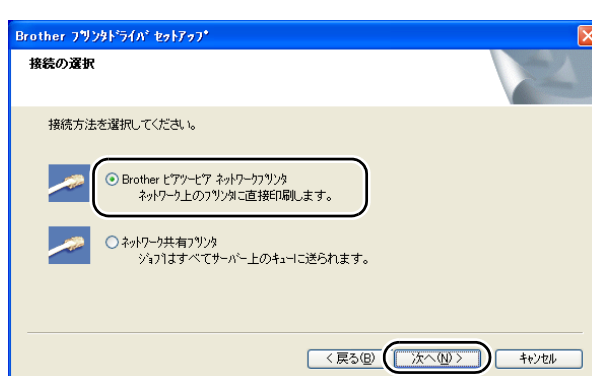 Brother ﾌﾟﾘﾝﾀﾄﾞﾗｲﾊﾞ ｾｯﾄｱｯﾌﾟ
接続の選択
接続方法を選択してください。
Brother ﾋﾟｱﾂｰﾋﾟｱ ﾈｯﾄﾜｰｸﾌﾟﾘﾝﾀ
ﾈｯﾄﾜｰｸ上のﾌﾟﾘﾝﾀに直接印刷します。
ﾈｯﾄﾜｰｸ共有ﾌﾟﾘﾝﾀ
ｼﾞｮﾌﾞはすべてｻｰﾊﾞｰ上のｷｭｰに送られます。
< 戻る(B) 次へ(N) > ｷｬﾝｾﾙ